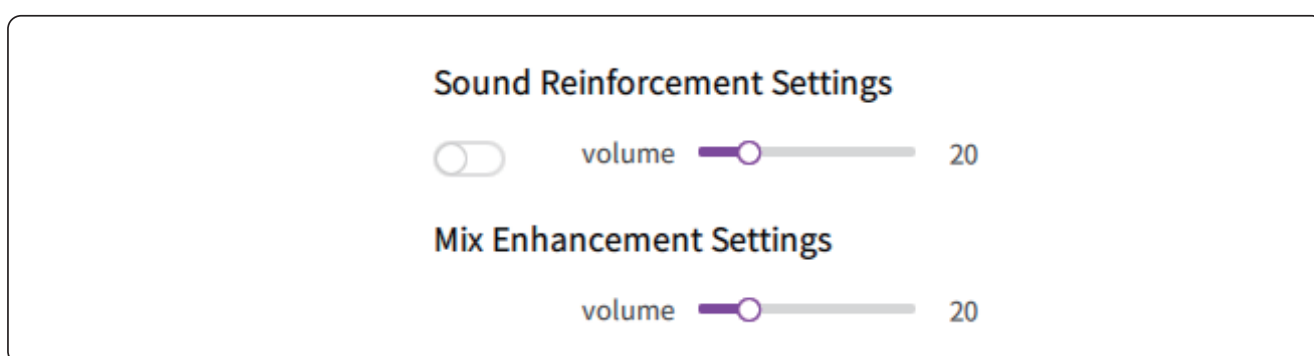 Sound Reinforcement Settings
volume 20
Mix Enhancement Settings
volume 20